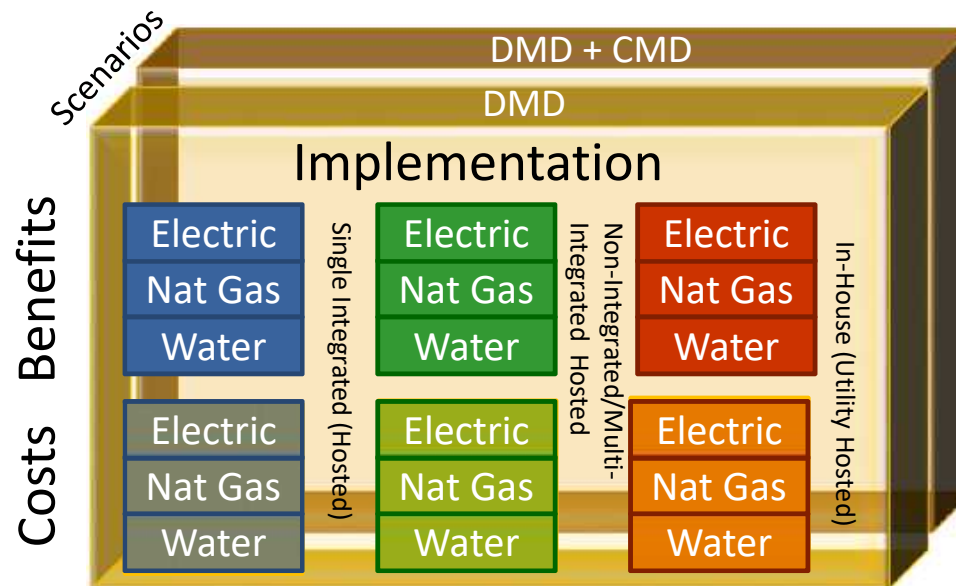 Scenarios
DMD + CMD
DMD
Implementation
Benefits
Electric
Nat Gas
Water
Single Integrated (Hosted)
Electric
Nat Gas
Water
Non-Integrated/Multi-
Integrated Hosted
Electric
Nat Gas
Water
In-House (Utility Hosted)
Costs
Electric
Nat Gas
Water
Electric
Nat Gas
Water
Electric
Nat Gas
Water